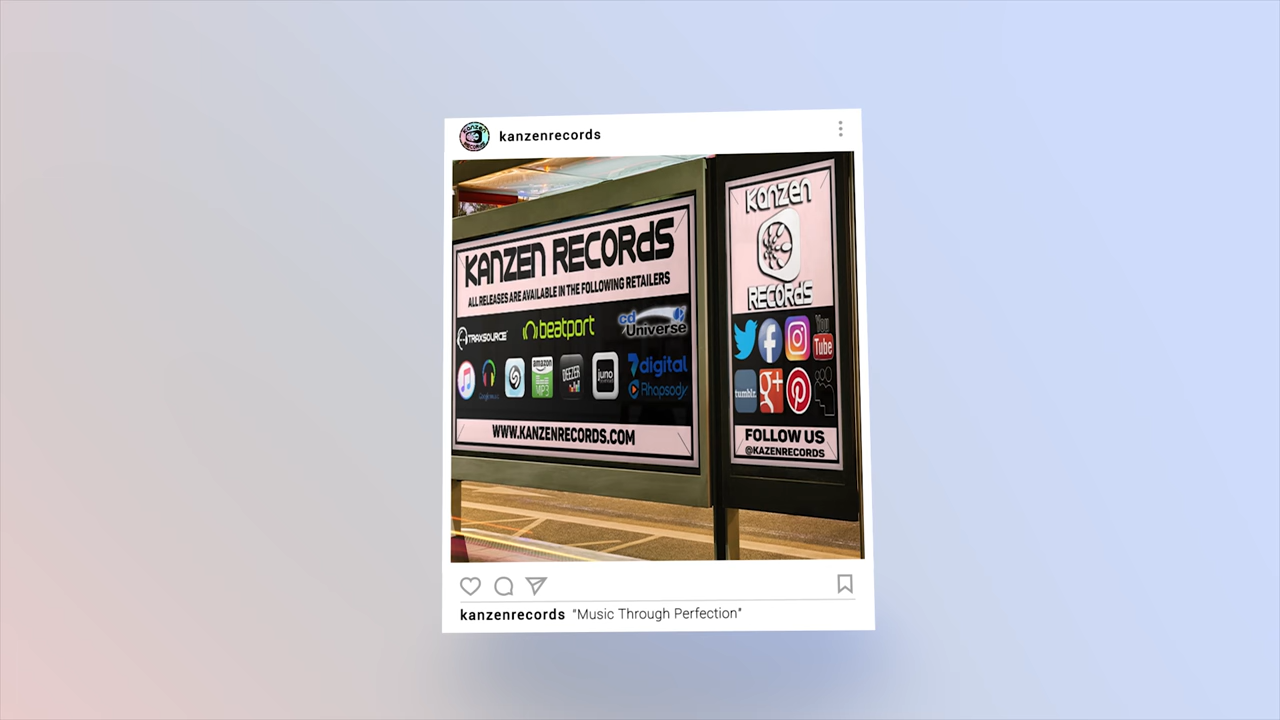 kanzenrecords
KANZEN RECORdS
ALL RELEASES ARE AVAILABLE IN THE FOLLOWING RETAILERS
TRAXSOURCE
beatport
cd Universe
amazon
MP3
DEEZER
juno
7digital
Rhapsody
WWW.KANZENRECORDS.COM
kanzen
RECORdS
You
Tube
tumblr.
g+
FOLLOW US
@KAZENRECORDS
kanzenrecords "Music Through Perfection"